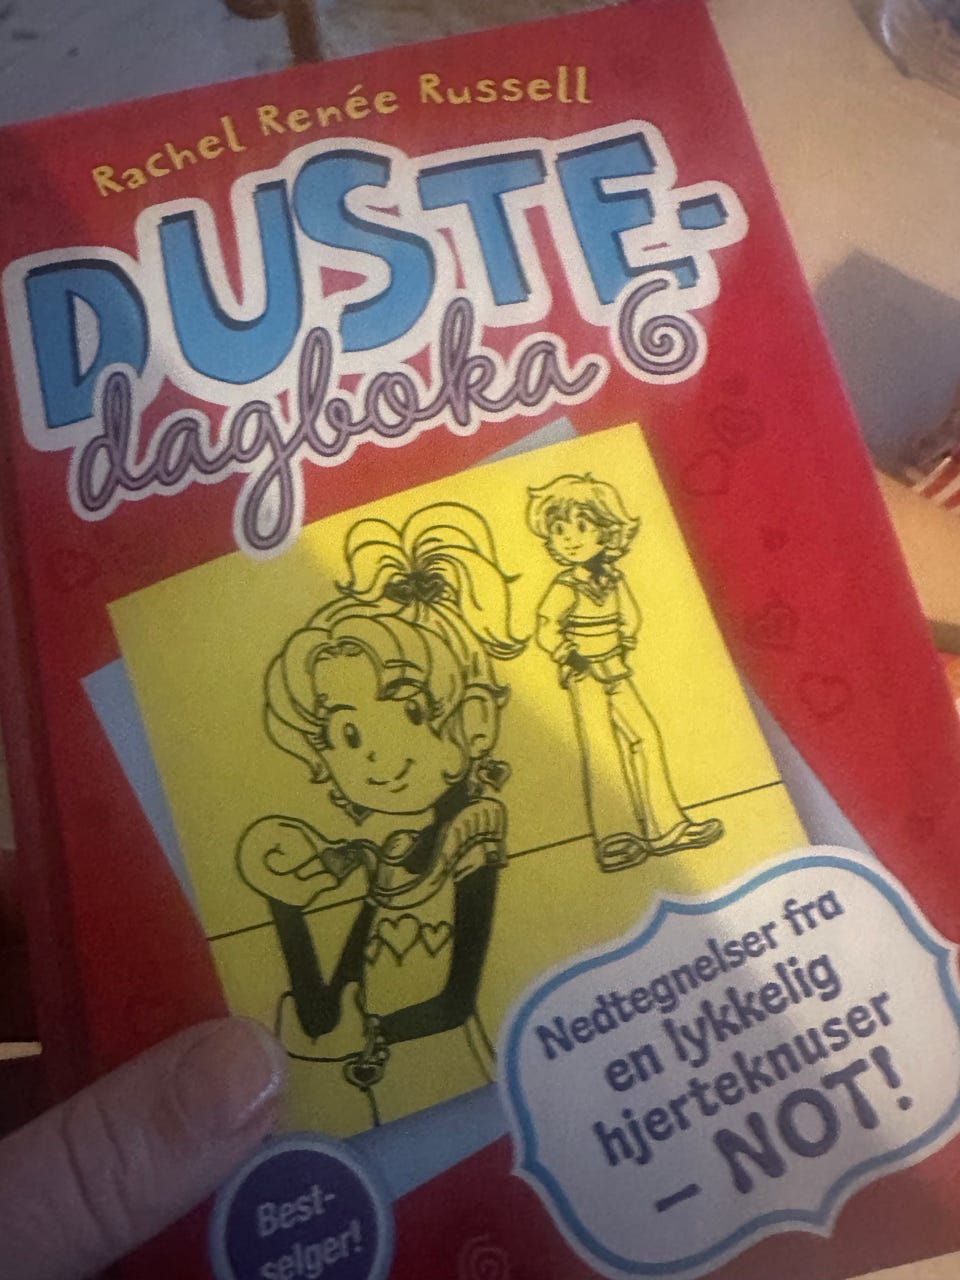 Rachel Renée Russell
DUSTE-
dagboka 6
Nedtegnelser fra
en lykkelig
hjerteknuser
– NOT!
Best-
selger!